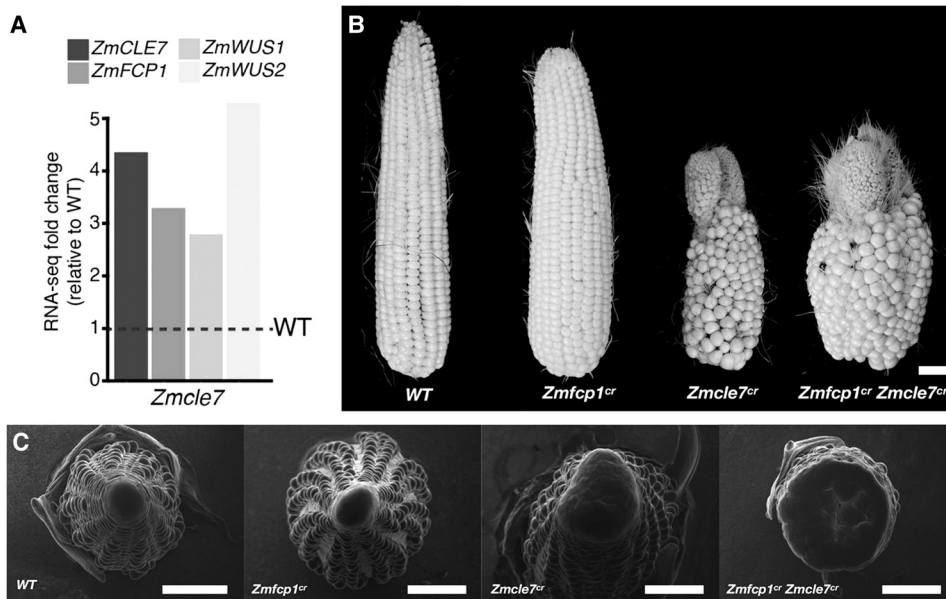 A
ZmCLE7 ZmWUS1
ZmFCP1 ZmWUS2
RNA-seq fold change
(relative to WT)
5
4
3
2
1
0
WT
Zmcle7
B
WT Zmfcp1cr Zmcle7cr Zmfcp1cr Zmcle7cr
C
WT Zmfcp1cr Zmcle7cr Zmfcp1cr Zmcle7cr